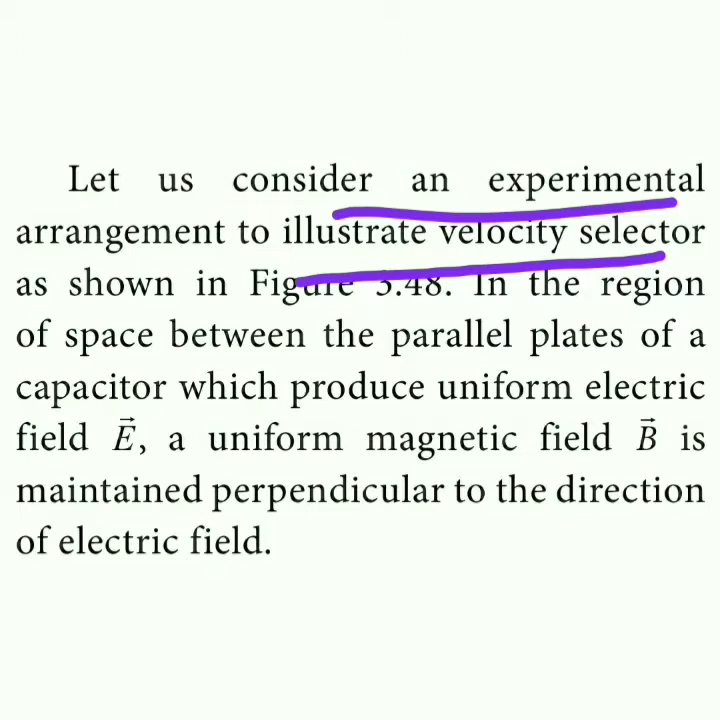 Let us consider an experimental
arrangement to illustrate velocity selector
as shown in Figure 3.48. In the region
of space between the parallel plates of a
capacitor which produce uniform electric
field E⃗, a uniform magnetic field B⃗ is
maintained perpendicular to the direction
of electric field.